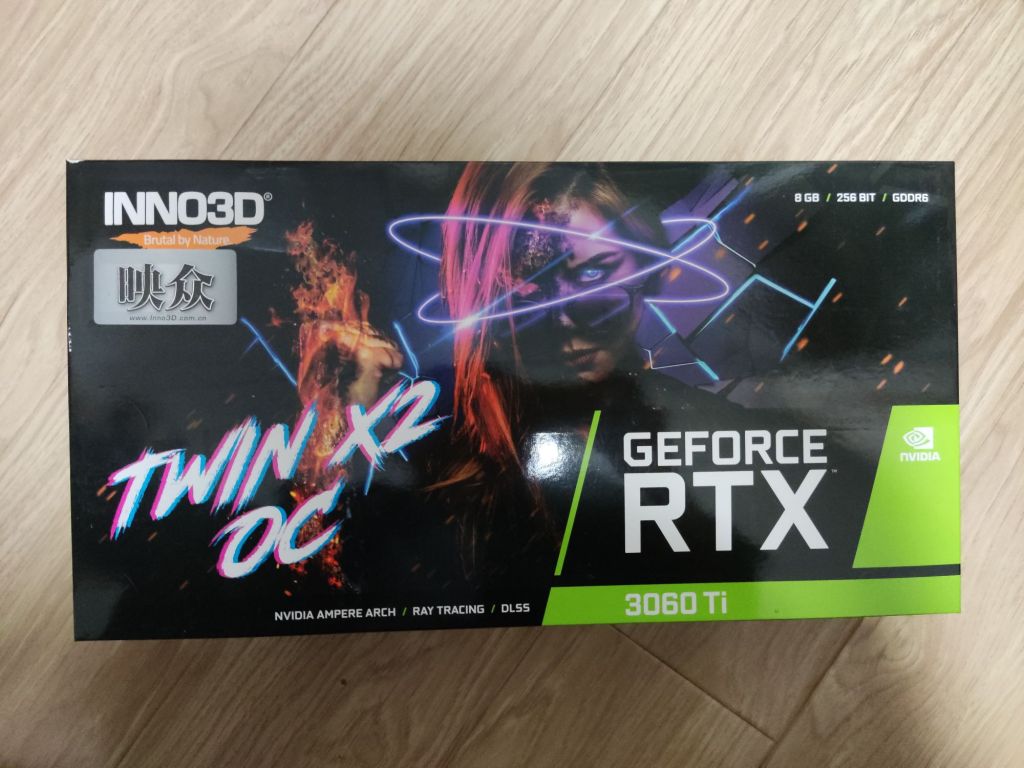 INNO3D®
Brutal by Nature.
映众
www.Inno3D.com.cn
8 GB / 256 BIT / GDDR6
TWIN X2
OC
GEFORCE
RTX™
NVIDIA
3060 Ti
NVIDIA AMPERE ARCH / RAY TRACING / DLSS